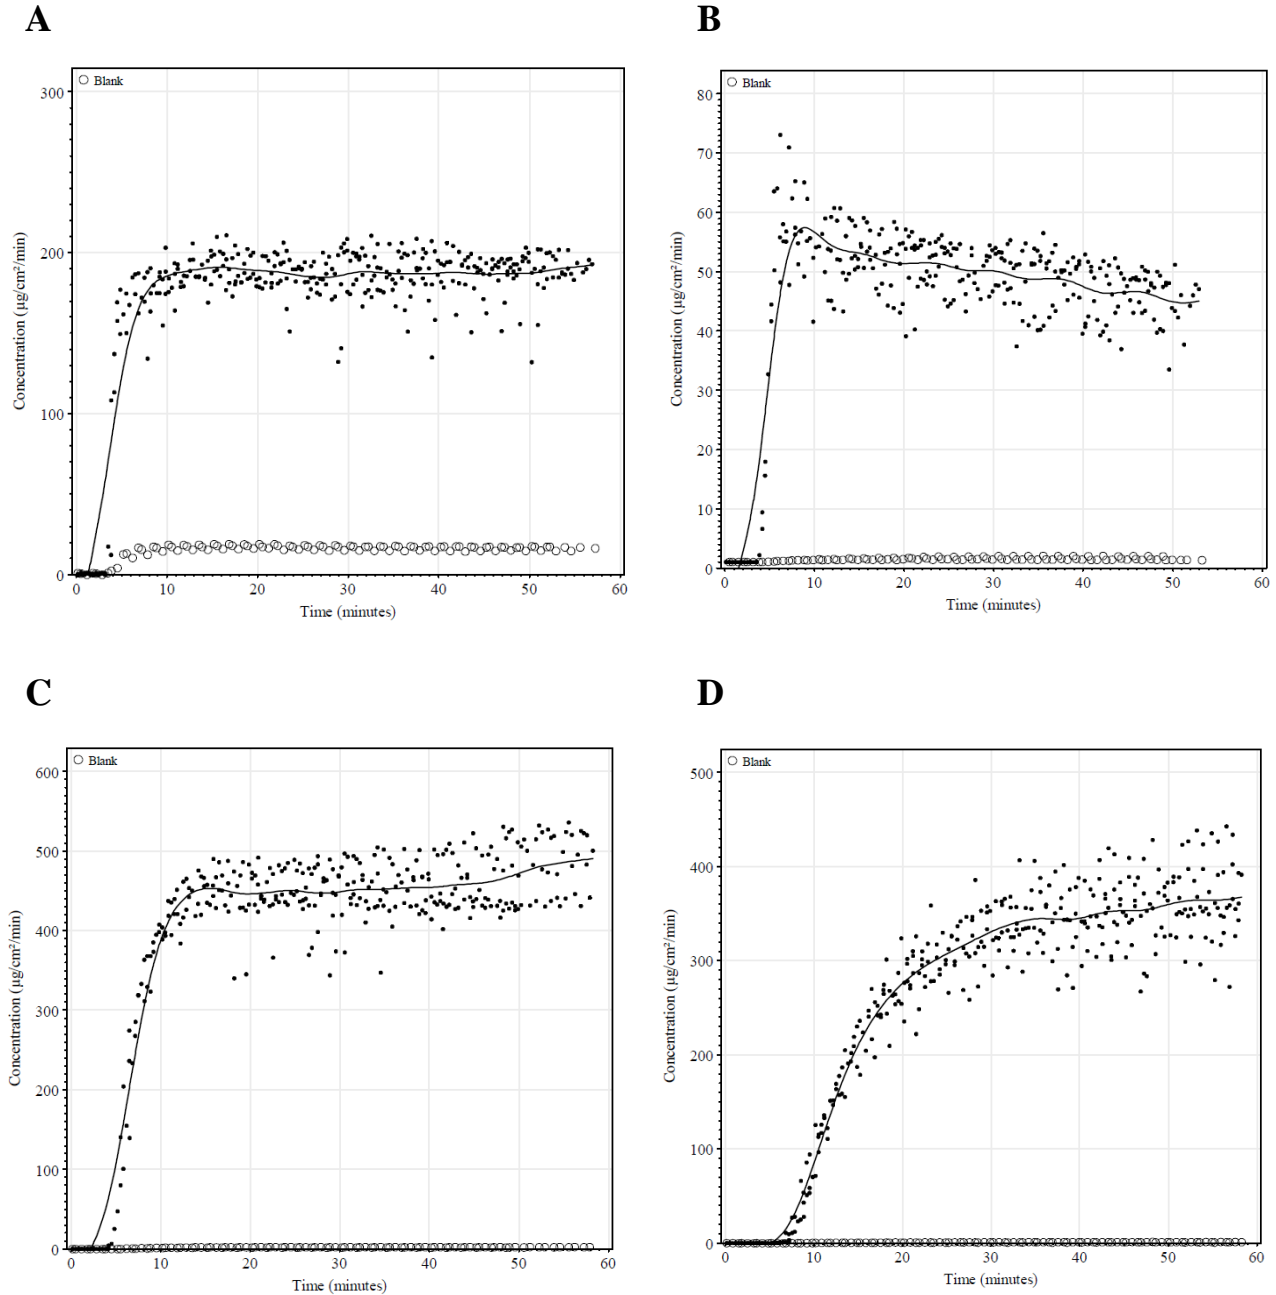 A
Blank
300
200
100
0
0 10 20 30 40 50 60
Time (minutes)
Concentration (µg/cm²/min)
B
Blank
80
70
60
50
40
30
20
10
0
0 10 20 30 40 50 60
Time (minutes)
Concentration (µg/cm²/min)
C
Blank
600
500
400
300
200
100
0
0 10 20 30 40 50 60
Time (minutes)
Concentration (µg/cm²/min)
D
Blank
500
400
300
200
100
0
0 10 20 30 40 50 60
Time (minutes)
Concentration (µg/cm²/min)